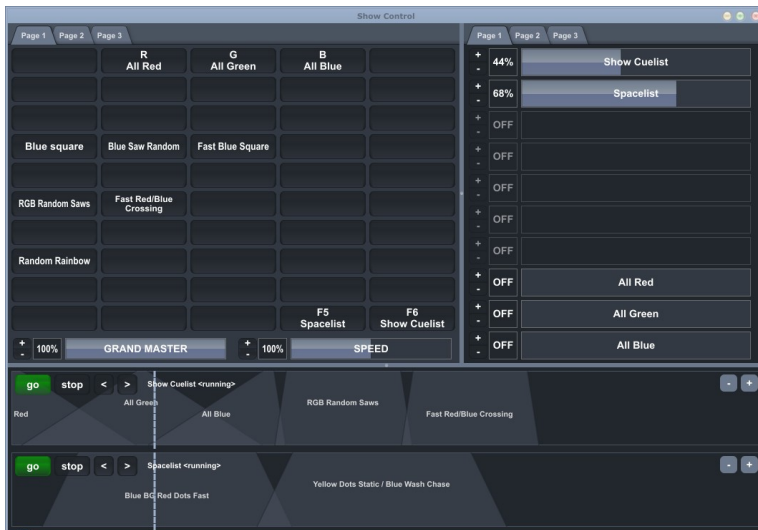 Show Control
Page 1 Page 2 Page 3
R
All Red
G
All Green
B
All Blue
Blue square
Blue Saw Random
Fast Blue Square
RGB Random Saws
Fast Red/Blue
Crossing
Random Rainbow
F5
Spacelist
F6
Show Cuelist
+
-
100%
GRAND MASTER
+
-
100%
SPEED
Page 1 Page 2 Page 3
+
-
44%
Show Cuelist
+
-
68%
Spacelist
+
-
OFF
+
-
OFF
+
-
OFF
+
-
OFF
+
-
OFF
+
-
OFF
All Red
+
-
OFF
All Green
+
-
OFF
All Blue
go stop < > Show Cuelist <running> - +
Red
All Green
All Blue
RGB Random Saws
Fast Red/Blue Crossing
go stop < > Spacelist <running> - +
Blue BG Red Dots Fast
Yellow Dots Static / Blue Wash Chase